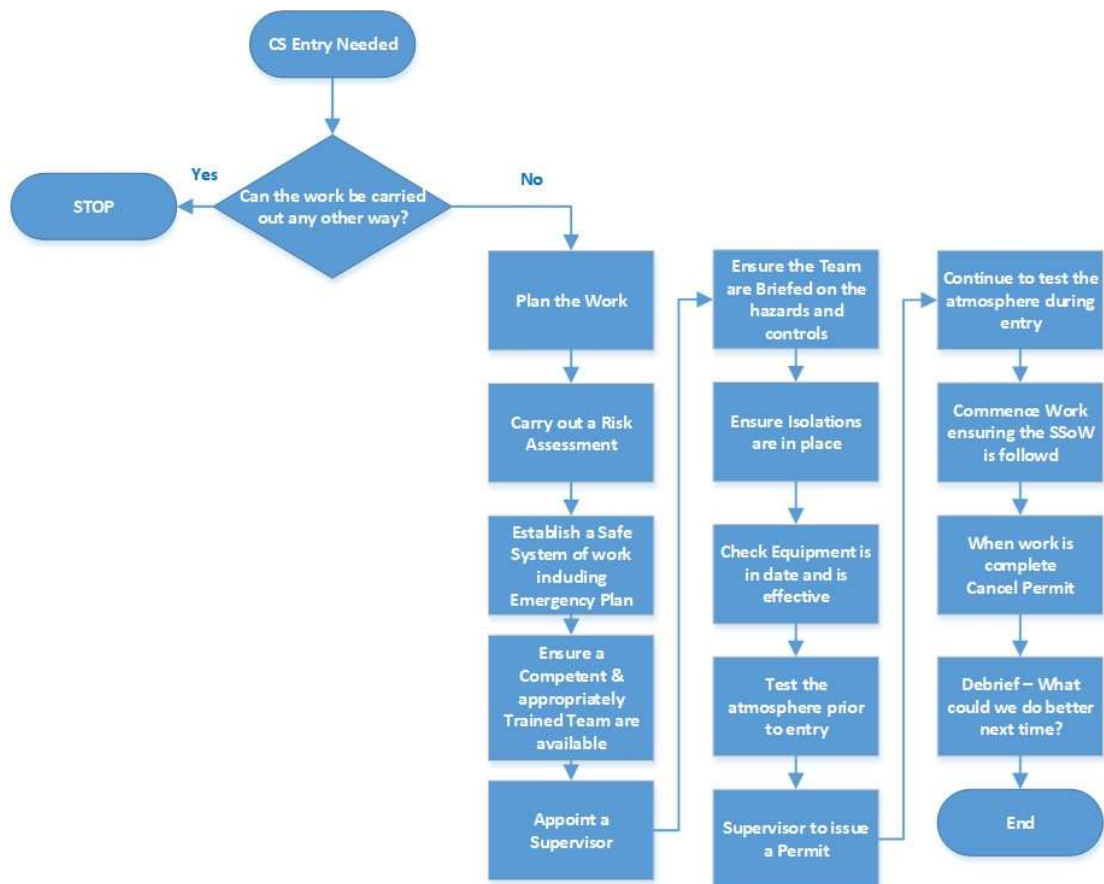 CS Entry Needed
Yes
No
STOP
Can the work be carried
out any other way?
Plan the Work
Carry out a Risk
Assessment
Establish a Safe
System of work
including
Emergency Plan
Ensure a
Competent &
appropriately
Trained Team are
available
Appoint a
Supervisor
Ensure the Team
are Briefed on the
hazards and
controls
Ensure Isolations
are in place
Check Equipment is
in date and is
effective
Test the
atmosphere prior
to entry
Supervisor to issue
a Permit
Continue to test the
atmosphere during
entry
Commence Work
ensuring the SSoW
is followd
When work is
complete
Cancel Permit
Debrief – What
could we do better
next time?
End